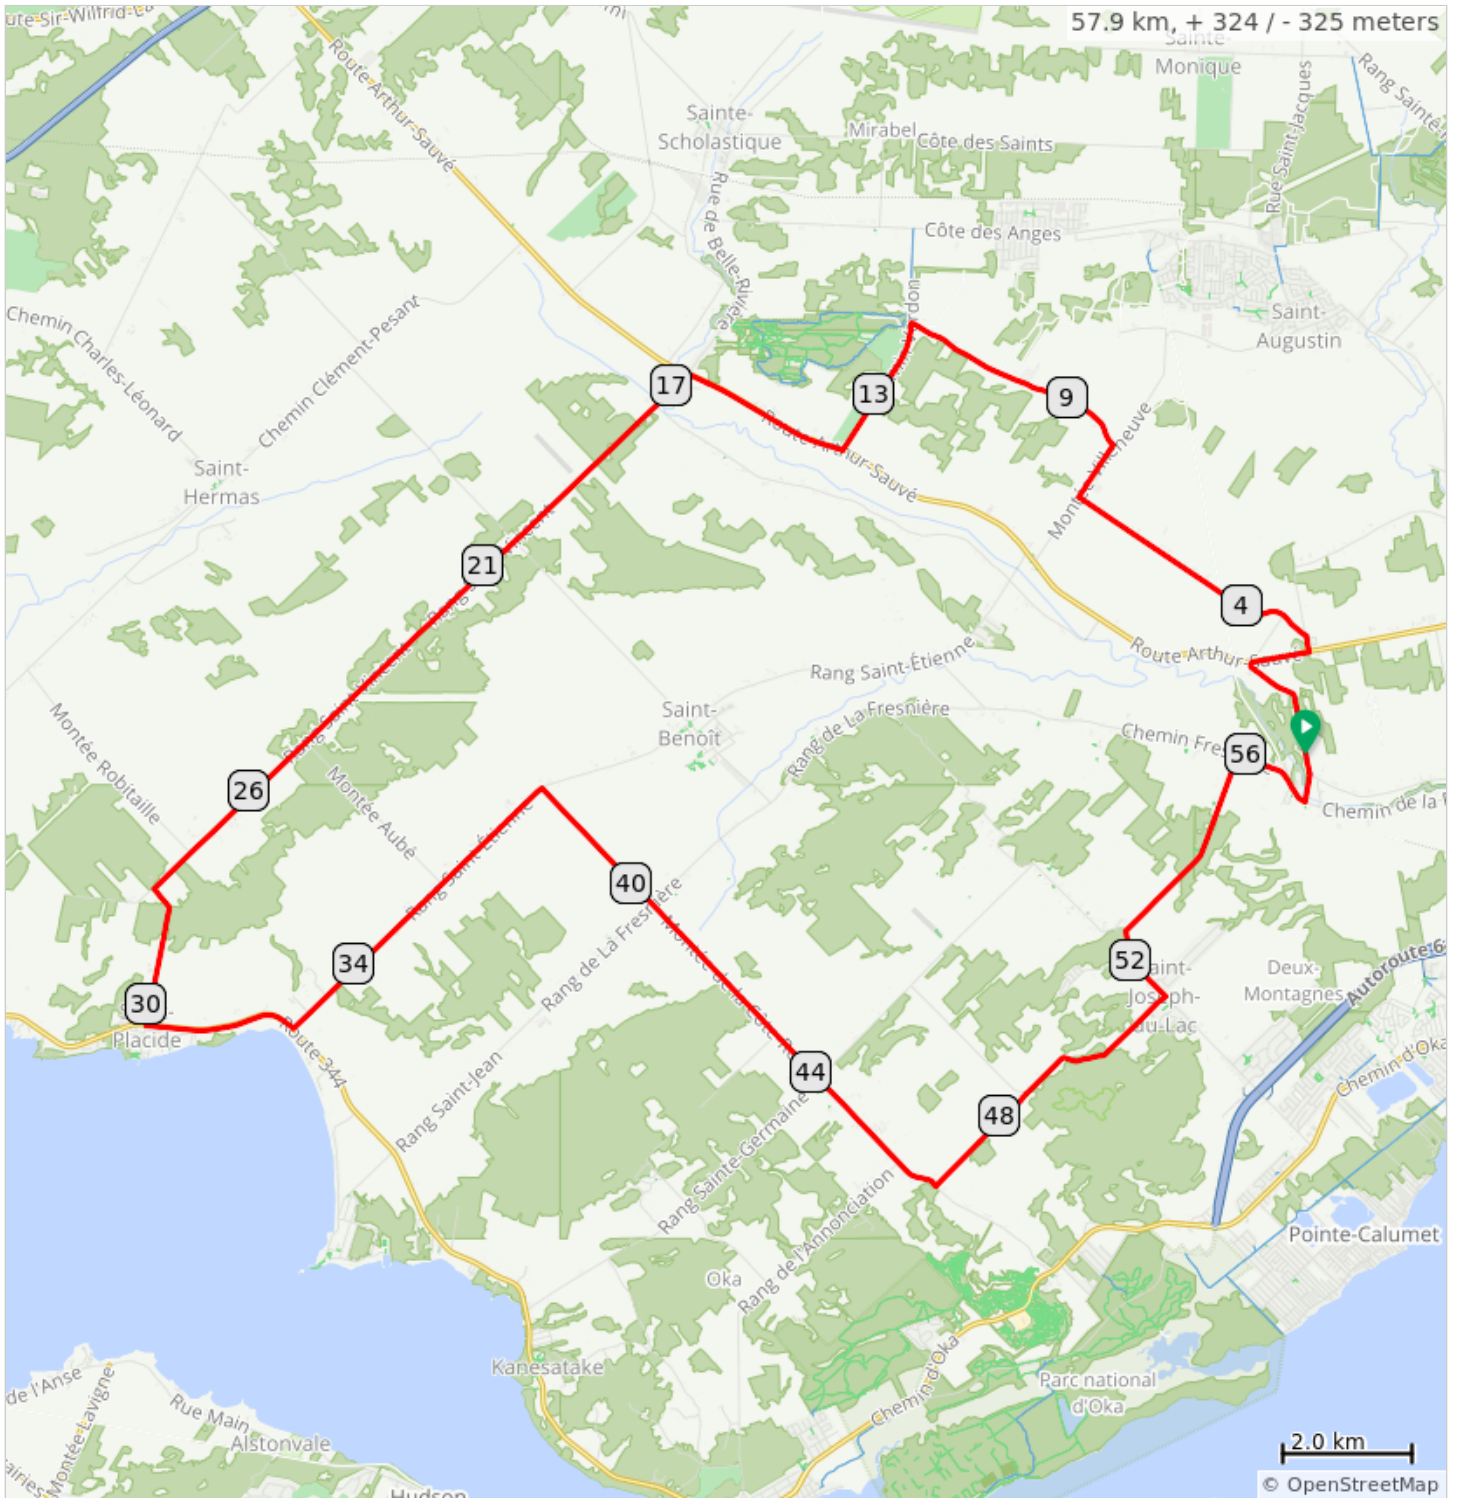 57.9 km, + 324 / - 325 meters
Route-Arthur-Sauvé
Sainte-
Monique
Sainte-
Scholastique
Mirabel
Côte des Saints
Rue Saint-Jacques
Rue de Belle-Rivière
Côte des Anges
Saint-
Augustin
Chemin Charles-Léonard
Chemin Clément-Pesant
17
13
9
Route Arthur-Sauvé
Saint-
Hermas
21
4
Route Arthur-Sauvé
Rang Saint-Étienne
Rang de La Fresnière
Saint-
Benoît
56
Montée Robitaille
26
Montée Aubé
Rang Saint-Étienne
40
Rang de La Fresnière
34
52
Deux-
Montagnes
Autoroute 6
30
Placide
Route-344
Rang Saint-Jean
44
48
Rang Sainte-Germaine
Rang de l'Annonciation
Chemin d'Oka
Pointe-Calumet
Oka
Kanesatake
Chemin d'Oka
Parc national
d'Oka
de l'Anse
Montée-Lavigne
Rue Main
Alstonvale
Hudson
2.0 km
© OpenStreetMap